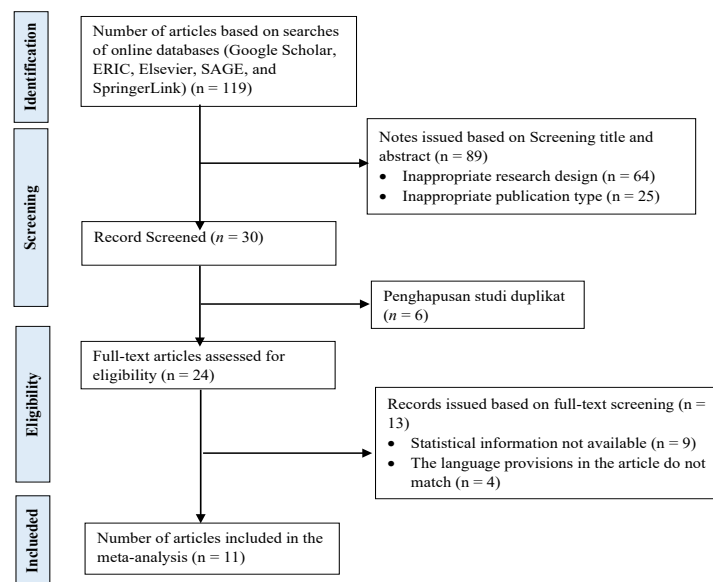 Identification
Number of articles based on searches
of online databases (Google Scholar,
ERIC, Elsevier, SAGE, and
SpringerLink) (n = 119)
Screening
Notes issued based on Screening title and
abstract (n = 89)
• Inappropriate research design (n = 64)
• Inappropriate publication type (n = 25)
Record Screened (n = 30)
Penghapusan studi duplikat
(n = 6)
Eligibility
Full-text articles assessed for
eligibility (n = 24)
Records issued based on full-text screening (n =
13)
• Statistical information not available (n = 9)
• The language provisions in the article do not
match (n = 4)
Inclueded
Number of articles included in the
meta-analysis (n = 11)